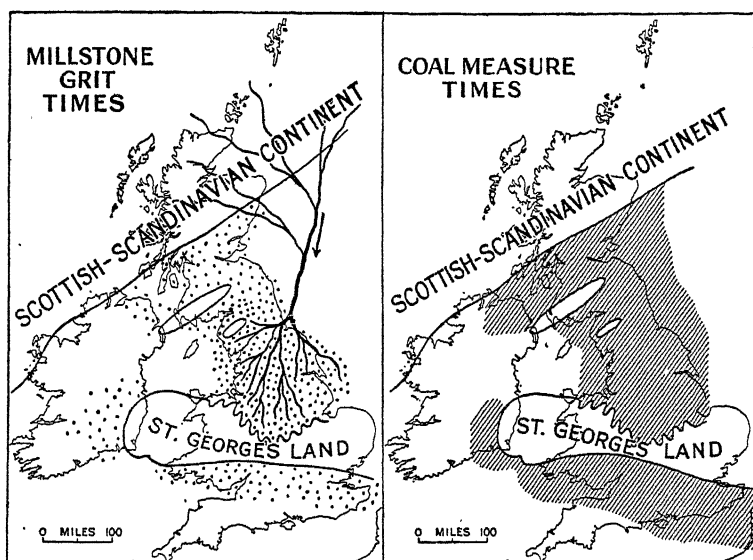 MILLSTONE
GRIT
TIMES
SCOTTISH-SCANDINAVIAN CONTINENT
ST. GEORGES LAND
0 MILES 100
COAL MEASURE
TIMES
SCOTTISH-SCANDINAVIAN CONTINENT
ST. GEORGES LAND
0 MILES 100